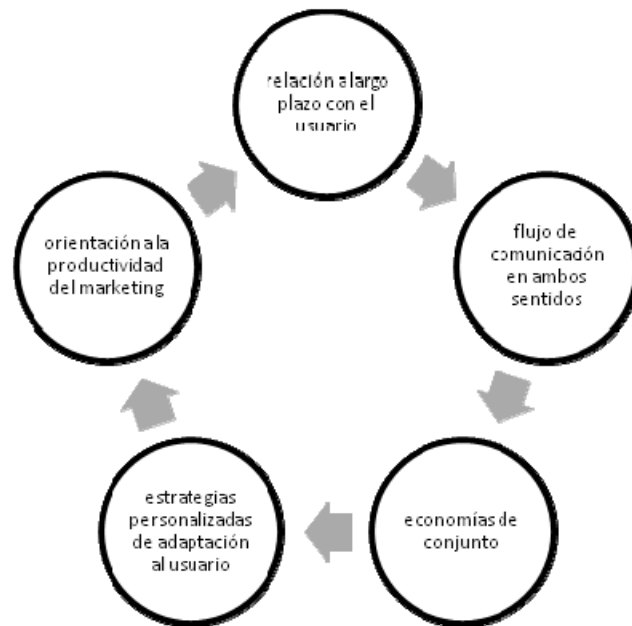 relación a largo
plazo con el
usuario
flujo de
comunicación
en ambos
sentidos
economías de
conjunto
estrategias
personalizadas
de adaptación
al usuario
orientación a la
productividad
del marketing